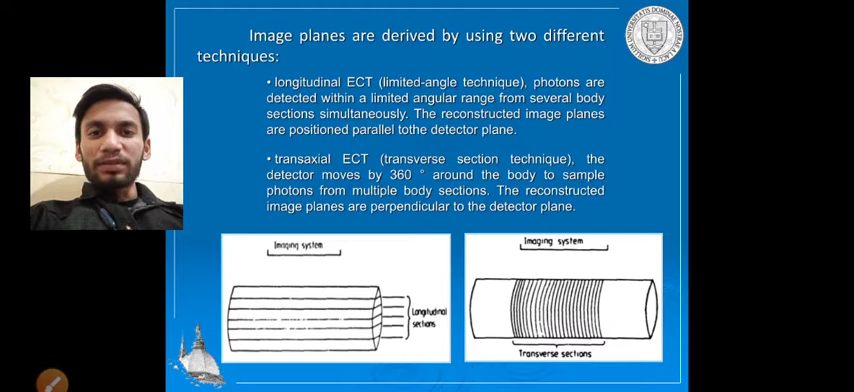 Image planes are derived by using two different
techniques:
• longitudinal ECT (limited-angle technique), photons are
detected within a limited angular range from several body
sections simultaneously. The reconstructed image planes
are positioned parallel tothe detector plane.
• transaxial ECT (transverse section technique), the
detector moves by 360 ° around the body to sample
photons from multiple body sections. The reconstructed
image planes are perpendicular to the detector plane.
Imaging system
Longitudinal
sections
Imaging system
Transverse sections